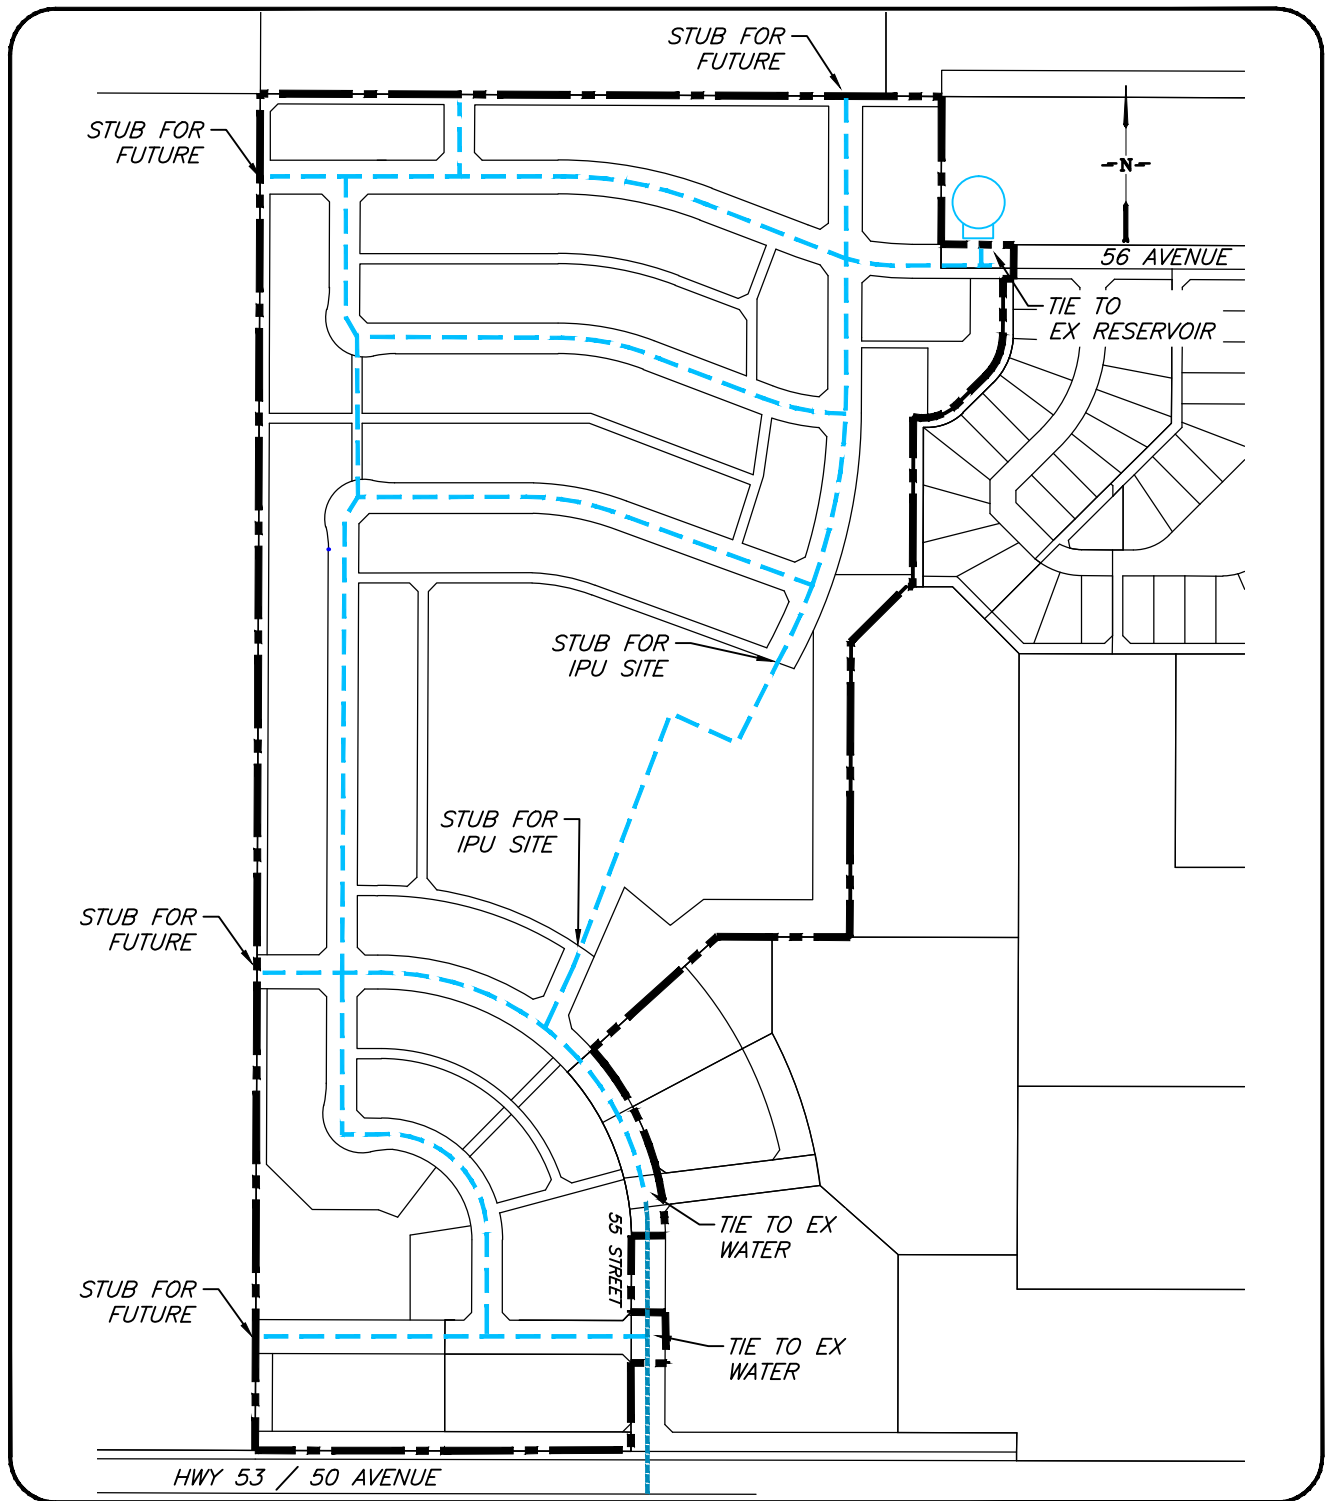 STUB FOR
FUTURE
STUB FOR
FUTURE
N
56 AVENUE
TIE TO
EX RESERVOIR
STUB FOR
IPU SITE
STUB FOR
IPU SITE
STUB FOR
FUTURE
55 STREET
TIE TO EX
WATER
STUB FOR
FUTURE
TIE TO EX
WATER
HWY 53 / 50 AVENUE